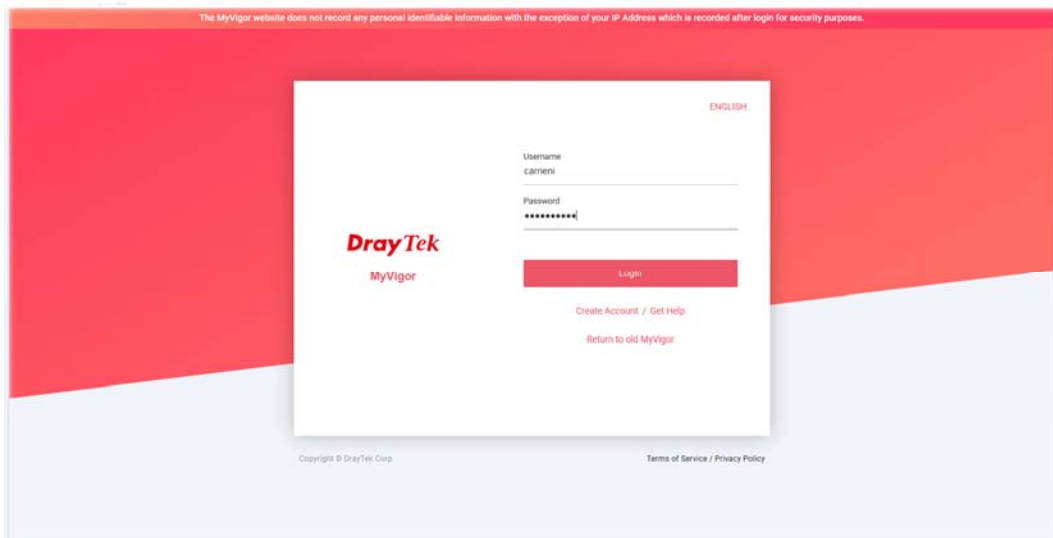 The MyVigor website does not record any personal identifiable information with the exception of your IP Address which is recorded after login for security purposes.
ENGLISH
Username
carrieni
Password
••••••••••
DrayTek
MyVigor
Login
Create Account / Get Help
Return to old MyVigor
Copyright © DrayTek Corp.
Terms of Service / Privacy Policy